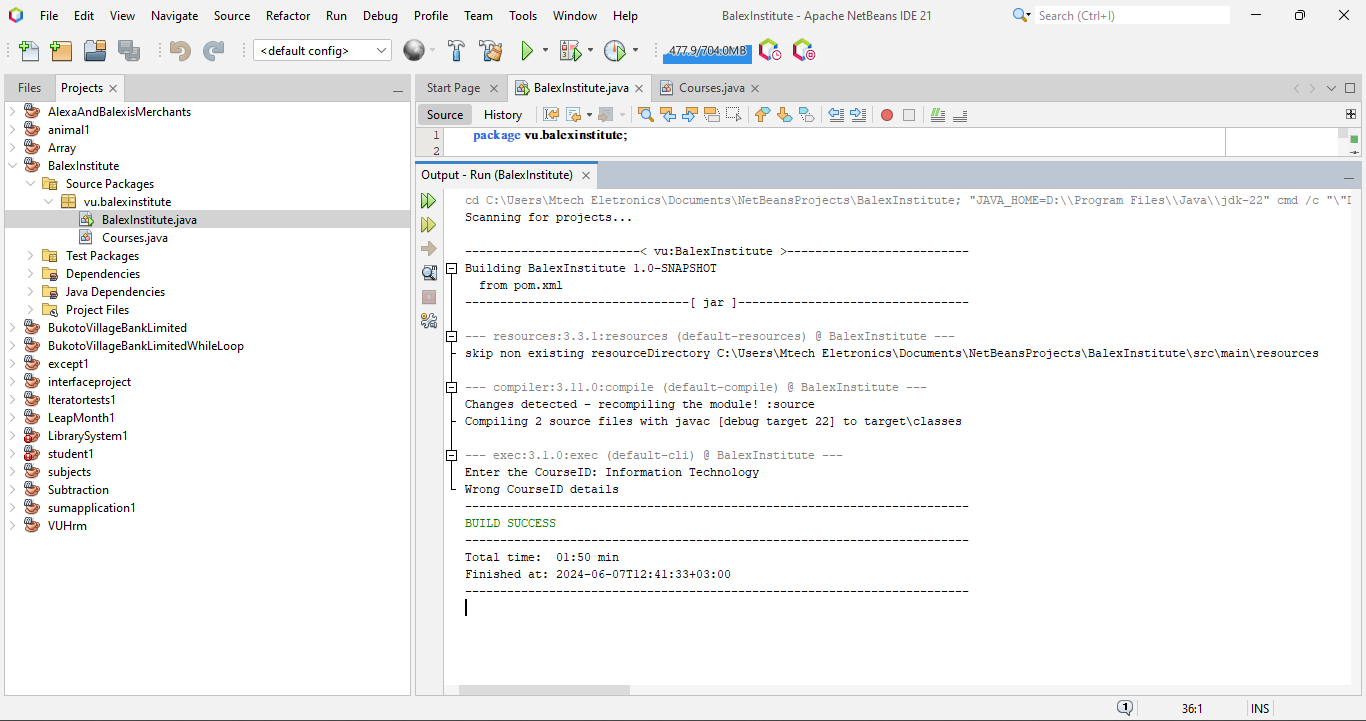 File Edit View Navigate Source Refactor Run Debug Profile Team Tools Window Help
BalexInstitute - Apache NetBeans IDE 21
Search (Ctrl+I)
<default config>
477.9/704.0MB
Files Projects
AlexaAndBalexisMerchants
animal1
Array
BalexInstitute
Source Packages
vu.balexinstitute
BalexInstitute.java
Courses.java
Test Packages
Dependencies
Java Dependencies
Project Files
BukotoVillageBankLimited
BukotoVillageBankLimitedWhileLoop
except1
interfaceproject
Iteratortests1
LeapMonth1
LibrarySystem1
student1
subjects
Subtraction
sumapplication1
VUHrm
Start Page BalexInstitute.java Courses.java
Source History
1 package vu.balexinstitute;
2
Output - Run (BalexInstitute)
cd C:\Users\Mtech Eletronics\Documents\NetBeansProjects\BalexInstitute; "JAVA_HOME=D:\\Program Files\\Java\\jdk-22" cmd /c "\"
Scanning for projects...
-------------------------< vu:BalexInstitute >--------------------------
Building BalexInstitute 1.0-SNAPSHOT
from pom.xml
--------------------------------[ jar ]---------------------------------
--- resources:3.3.1:resources (default-resources) @ BalexInstitute ---
skip non existing resourceDirectory C:\Users\Mtech Eletronics\Documents\NetBeansProjects\BalexInstitute\src\main\resources
--- compiler:3.11.0:compile (default-compile) @ BalexInstitute ---
Changes detected - recompiling the module! :source
Compiling 2 source files with javac [debug target 22] to target\classes
--- exec:3.1.0:exec (default-cli) @ BalexInstitute ---
Enter the CourseID: Information Technology
Wrong CourseID details
------------------------------------------------------------------------
BUILD SUCCESS
------------------------------------------------------------------------
Total time:  01:50 min
Finished at: 2024-06-07T12:41:33+03:00
------------------------------------------------------------------------
1
36:1
INS